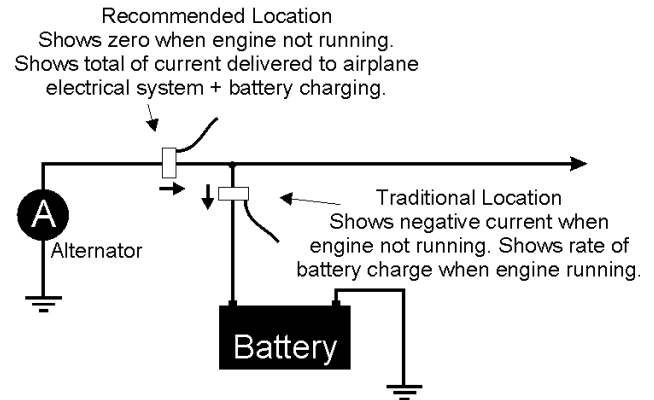 Recommended Location
Shows zero when engine not running.
Shows total of current delivered to airplane
electrical system + battery charging.
A
Alternator
Traditional Location
Shows negative current when
engine not running. Shows rate of
battery charge when engine running.
Battery